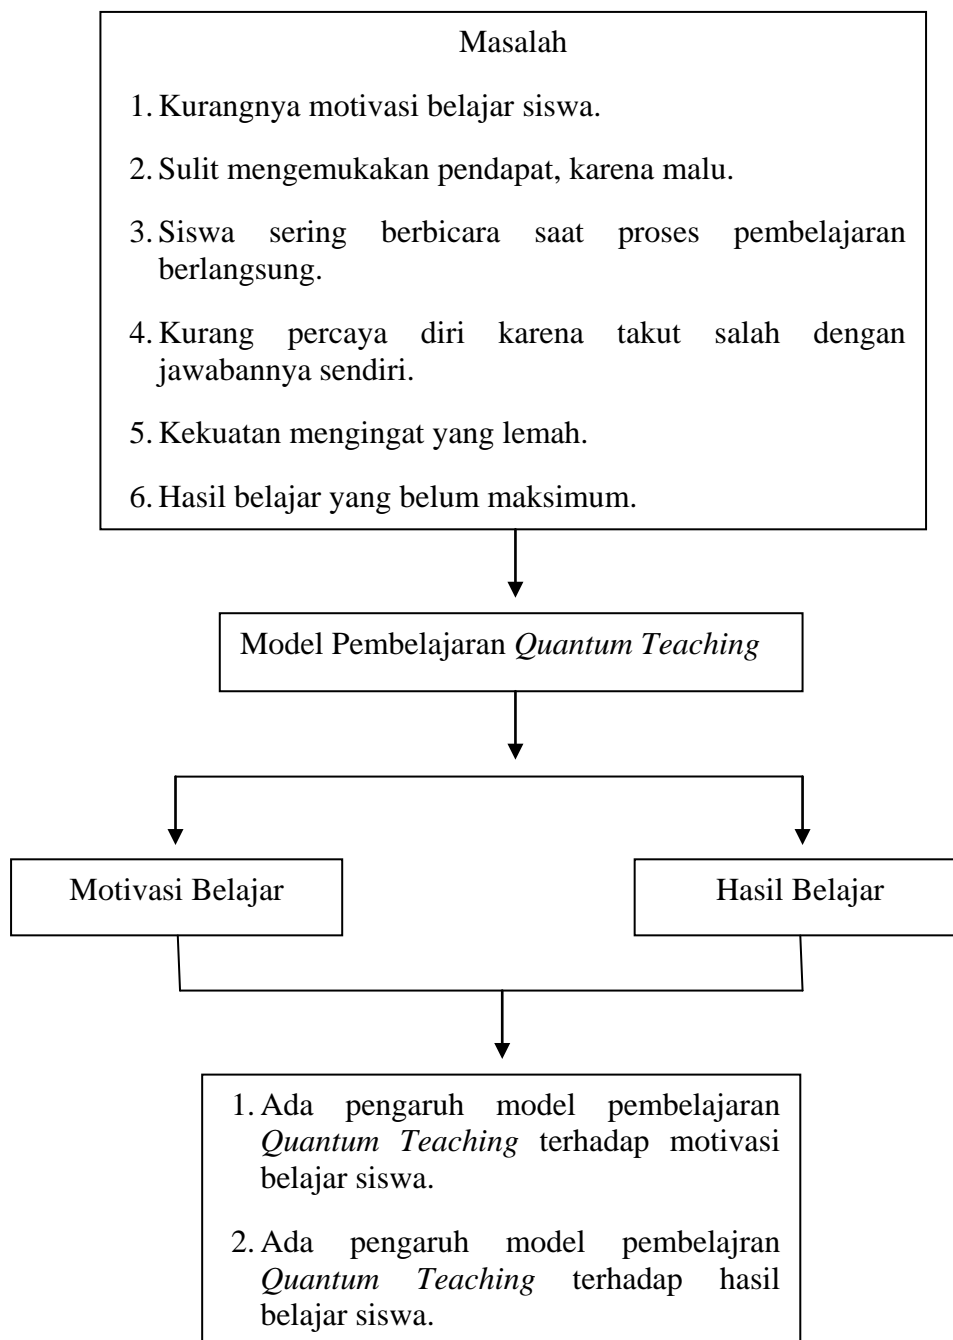 Masalah
1. Kurangnya motivasi belajar siswa.
2. Sulit mengemukakan pendapat, karena malu.
3. Siswa sering berbicara saat proses pembelajaran
berlangsung.
4. Kurang percaya diri karena takut salah dengan
jawabannya sendiri.
5. Kekuatan mengingat yang lemah.
6. Hasil belajar yang belum maksimum.
Model Pembelajaran Quantum Teaching
Motivasi Belajar
Hasil Belajar
1. Ada pengaruh model pembelajaran
Quantum Teaching terhadap motivasi
belajar siswa.
2. Ada pengaruh model pembelajran
Quantum Teaching terhadap hasil
belajar siswa.